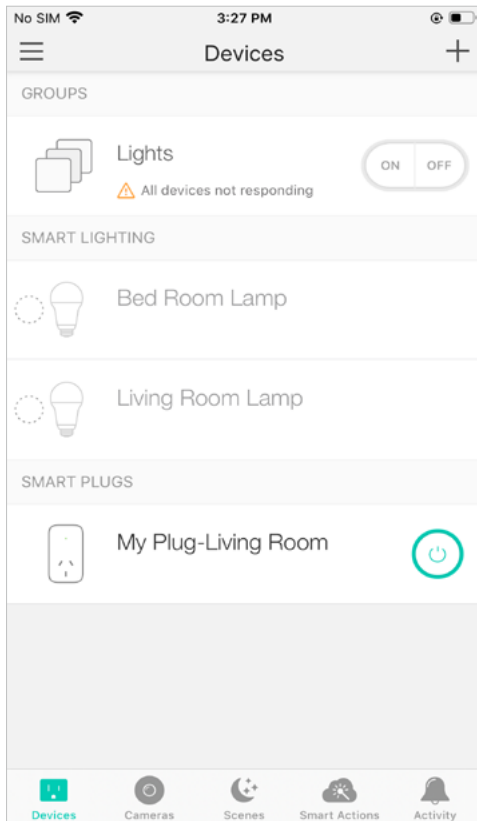 No SIM 3:27 PM
Devices
GROUPS
Lights
ON OFF
All devices not responding
SMART LIGHTING
Bed Room Lamp
Living Room Lamp
SMART PLUGS
My Plug-Living Room
Devices Cameras Scenes Smart Actions Activity